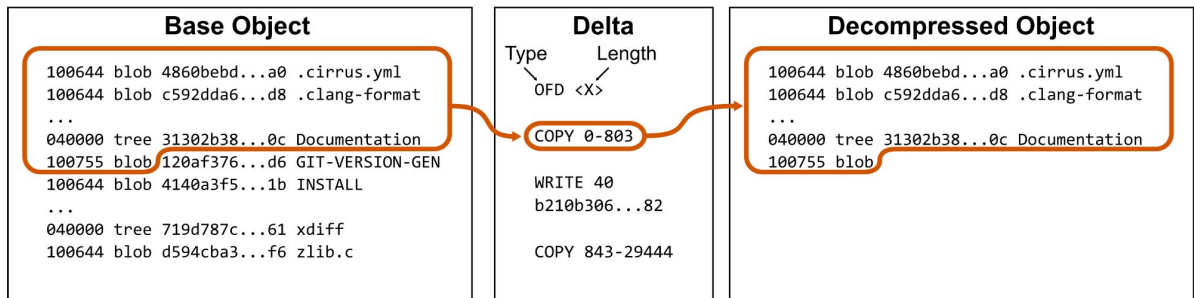 Base Object
100644 blob 4860bebd...a0 .cirrus.yml
100644 blob c592dda6...d8 .clang-format
...
040000 tree 31302b38...0c Documentation
100755 blob 120af376...d6 GIT-VERSION-GEN
100644 blob 4140a3f5...1b INSTALL
...
040000 tree 719d787c...61 xdiff
100644 blob d594cba3...f6 zlib.c
Delta
Type Length
OFD <X>
COPY 0-803
WRITE 40
b210b306...82
COPY 843-29444
Decompressed Object
100644 blob 4860bebd...a0 .cirrus.yml
100644 blob c592dda6...d8 .clang-format
...
040000 tree 31302b38...0c Documentation
100755 blob